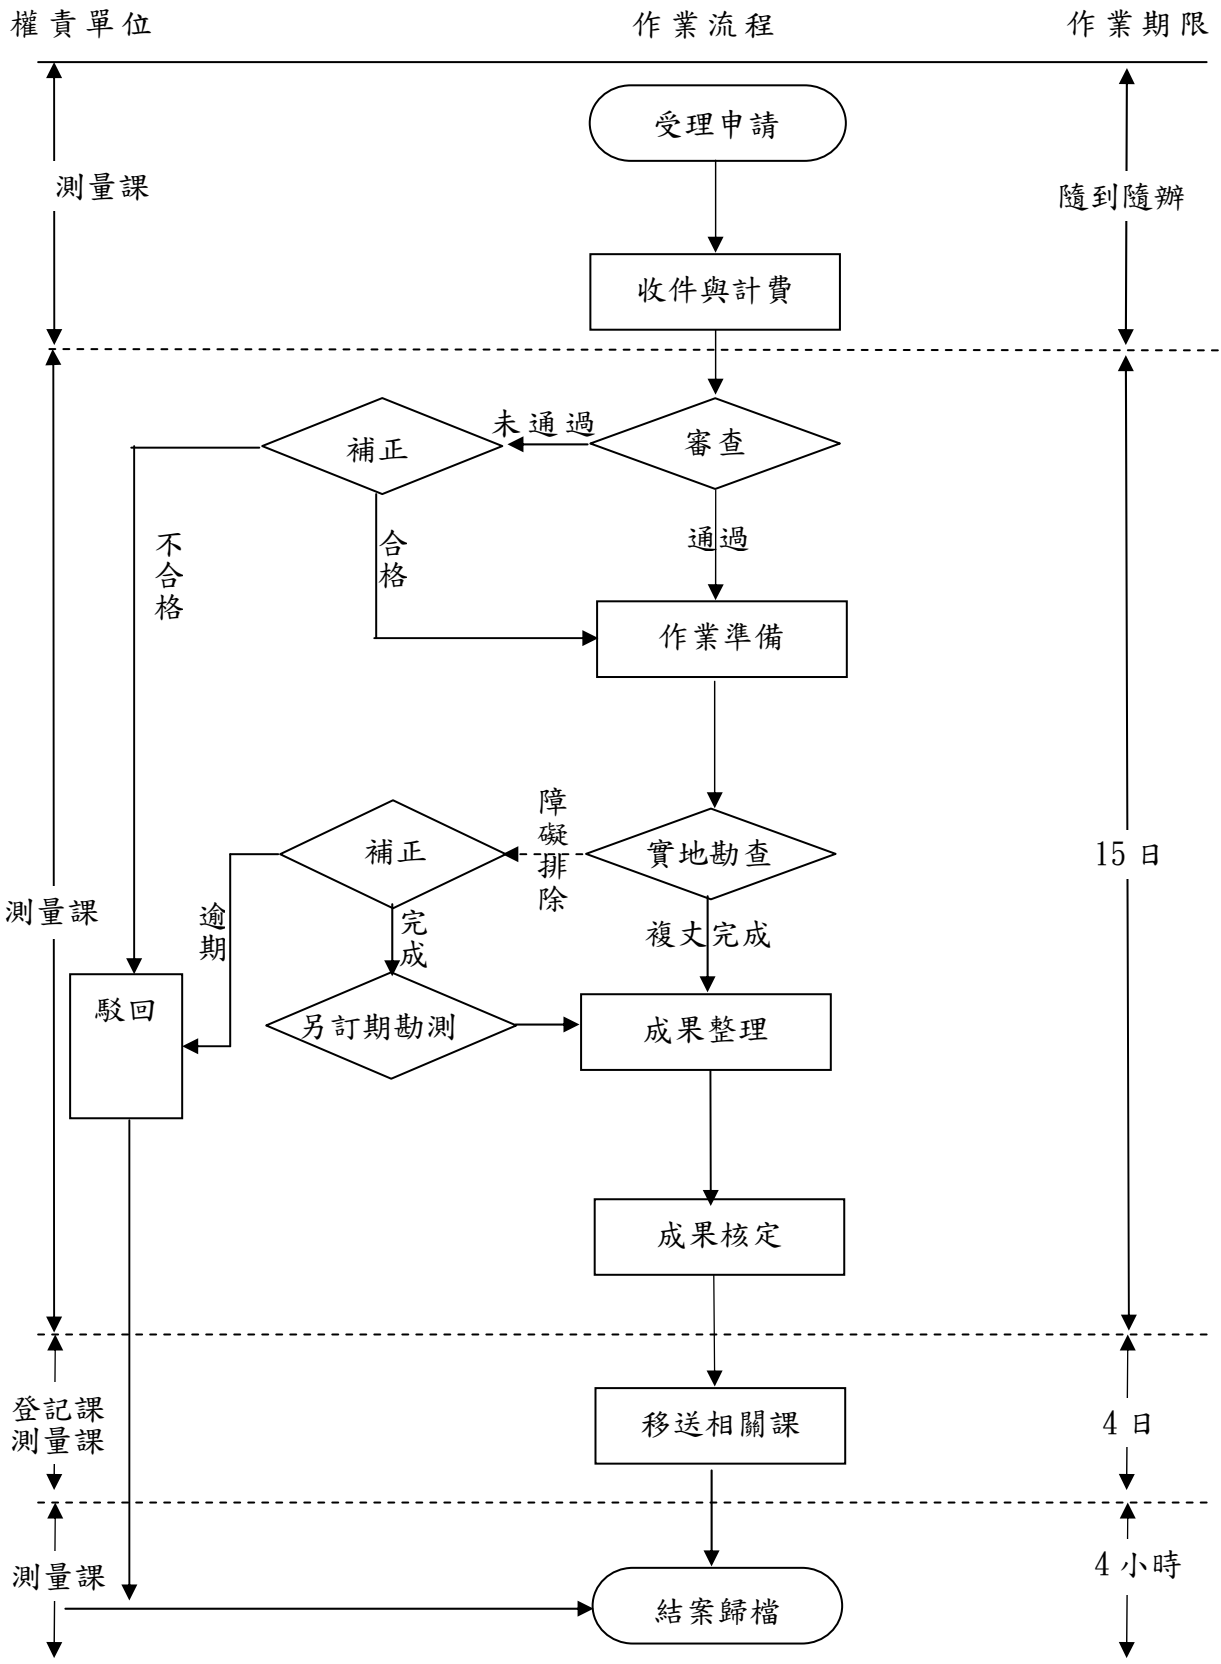 權責單位
作業流程
作業期限
受理申請
測量課
隨到隨辦
收件與計費
未通過
補正
審查
不合格
合格
通過
作業準備
障礙排除
補正
實地勘查
15 日
測量課
逾期
完成
複丈完成
駁回
另訂期勘測
成果整理
成果核定
登記課
測量課
移送相關課
4 日
測量課
4 小時
結案歸檔